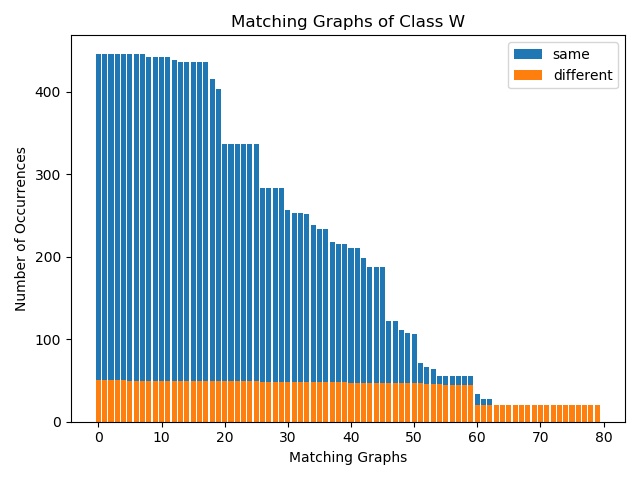 Matching Graphs of Class W
same
different
Number of Occurrences
400
300
200
100
0
0 10 20 30 40 50 60 70 80
Matching Graphs